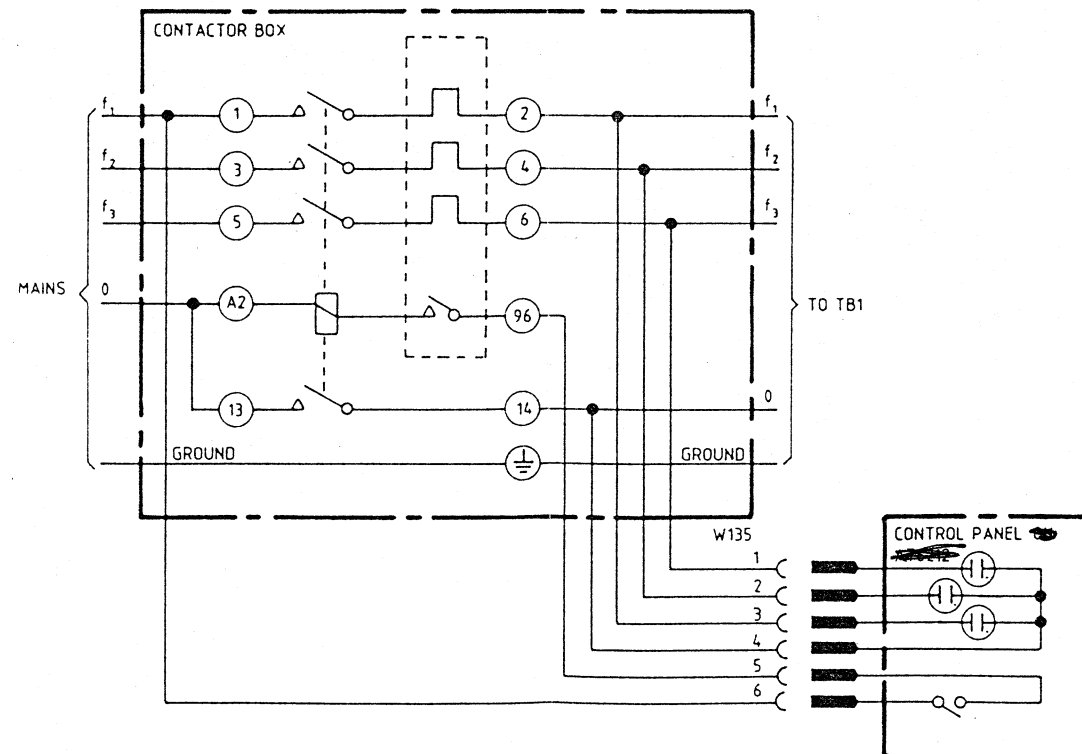 CONTACTOR BOX
f1 1 2 f1
f2 3 4 f2
f3 5 6 f3
MAINS 0 A2 96 TO TB1
13 14 0
GROUND GROUND
W135
CONTROL PANEL
1
2
3
4
5
6